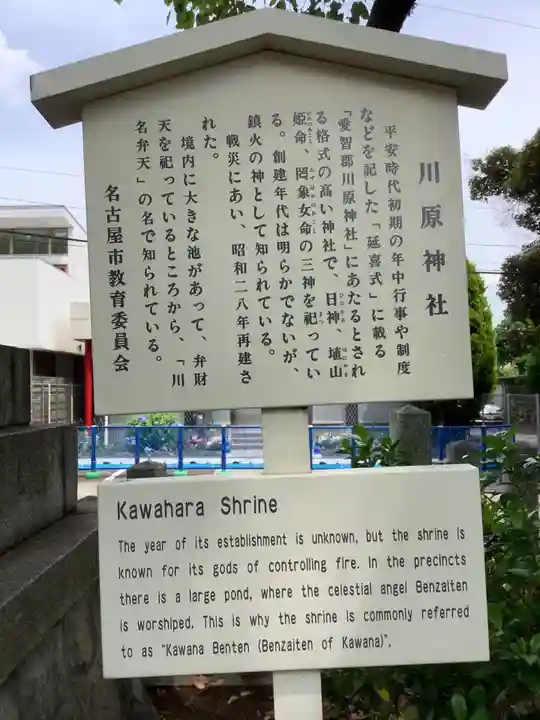 川原神社
平安時代初期の年中行事や制度
などを記した「延喜式」に載る
「愛智郡川原神社」にあたるとされ
る格式の高い神社で、日神、埴山
姫命、罔象女命の三神を祀ってい
る。創建年代は明らかでないが、
鎮火の神として知られている。
戦災にあい、昭和二八年再建さ
れた。
境内に大きな池があって、弁財
天を祀っているところから、「川
名弁天」の名で知られている。
名古屋市教育委員会
Kawahara Shrine
The year of its establishment is unknown, but the shrine is
known for its gods of controlling fire. In the precincts
there is a large pond, where the celestial angel Benzaiten
is worshiped. This is why the shrine is commonly referred
to as "Kawana Benten (Benzaiten of Kawana)".